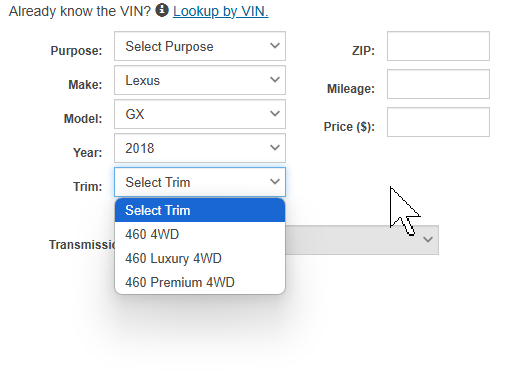 Already know the VIN? Lookup by VIN.
Purpose: Select Purpose ZIP:
Make: Lexus Mileage:
Model: GX Price ($):
Year: 2018
Trim: Select Trim
Select Trim
460 4WD
460 Luxury 4WD
460 Premium 4WD